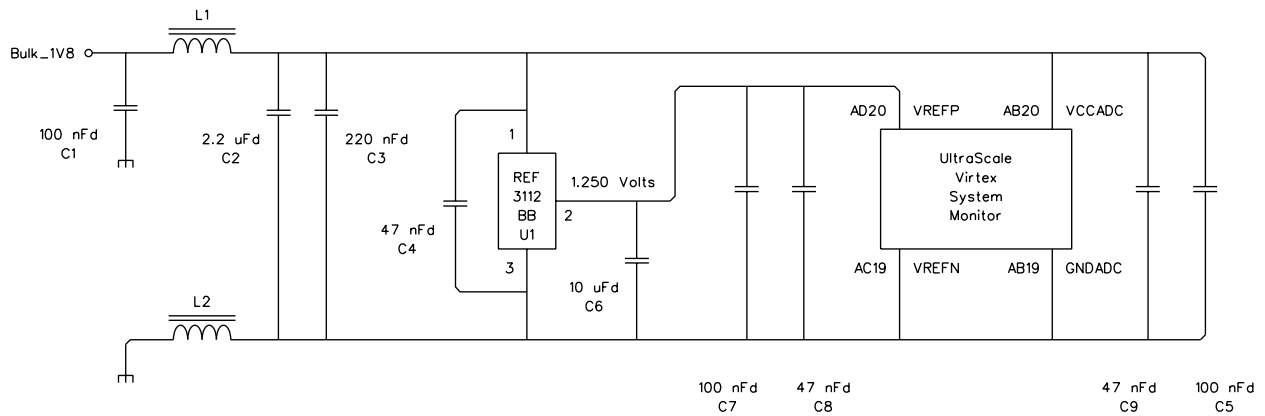 L1
Bulk_1V8
100 nFd
C1
2.2 uFd
C2
220 nFd
C3
47 nFd
C4
1
REF
3112
BB
U1
3
1.250 Volts
2
10 uFd
C6
AD20 VREFP
AB20 VCCADC
UltraScale
Virtex
System
Monitor
AC19 VREFN
AB19 GNDADC
L2
100 nFd
C7
47 nFd
C8
47 nFd
C9
100 nFd
C5